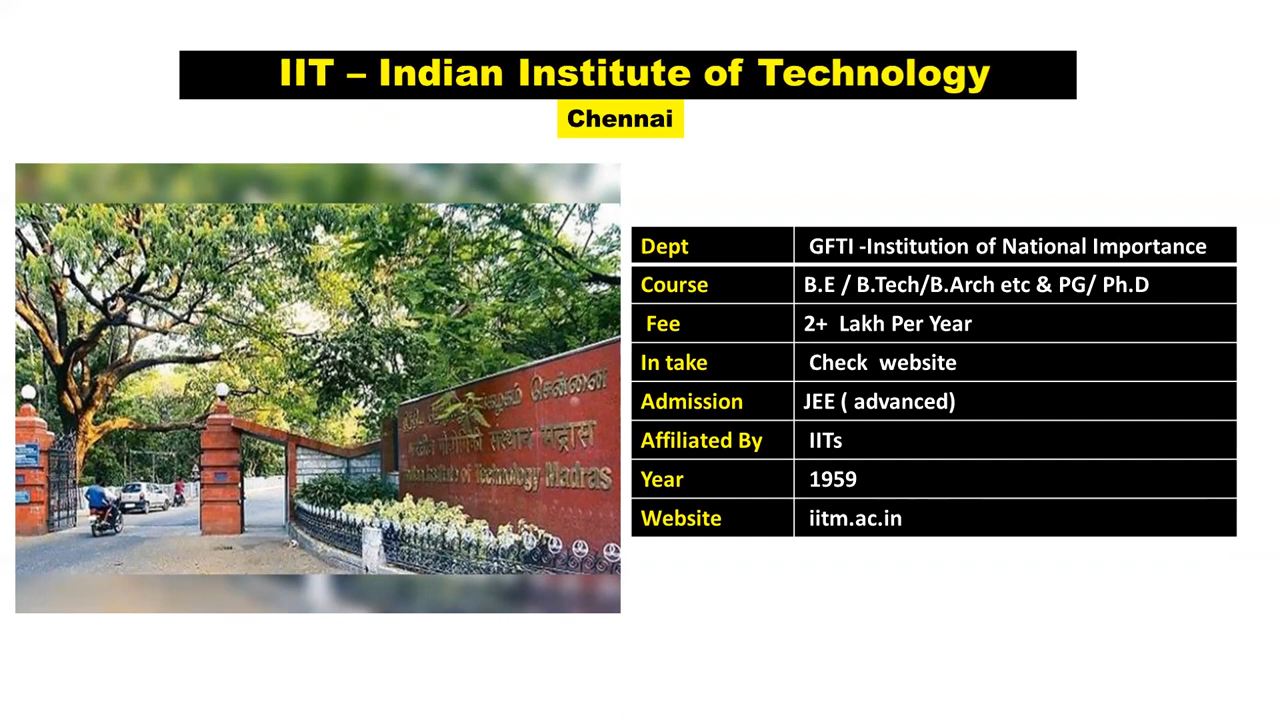 IIT – Indian Institute of Technology
Chennai
Dept GFTI -Institution of National Importance
Course B.E / B.Tech/B.Arch etc & PG/ Ph.D
Fee 2+ Lakh Per Year
In take Check website
Admission JEE ( advanced)
Affiliated By IITs
Year 1959
Website iitm.ac.in
சென்னை
संस्थान मद्रास
Indian Institute of Technology Madras